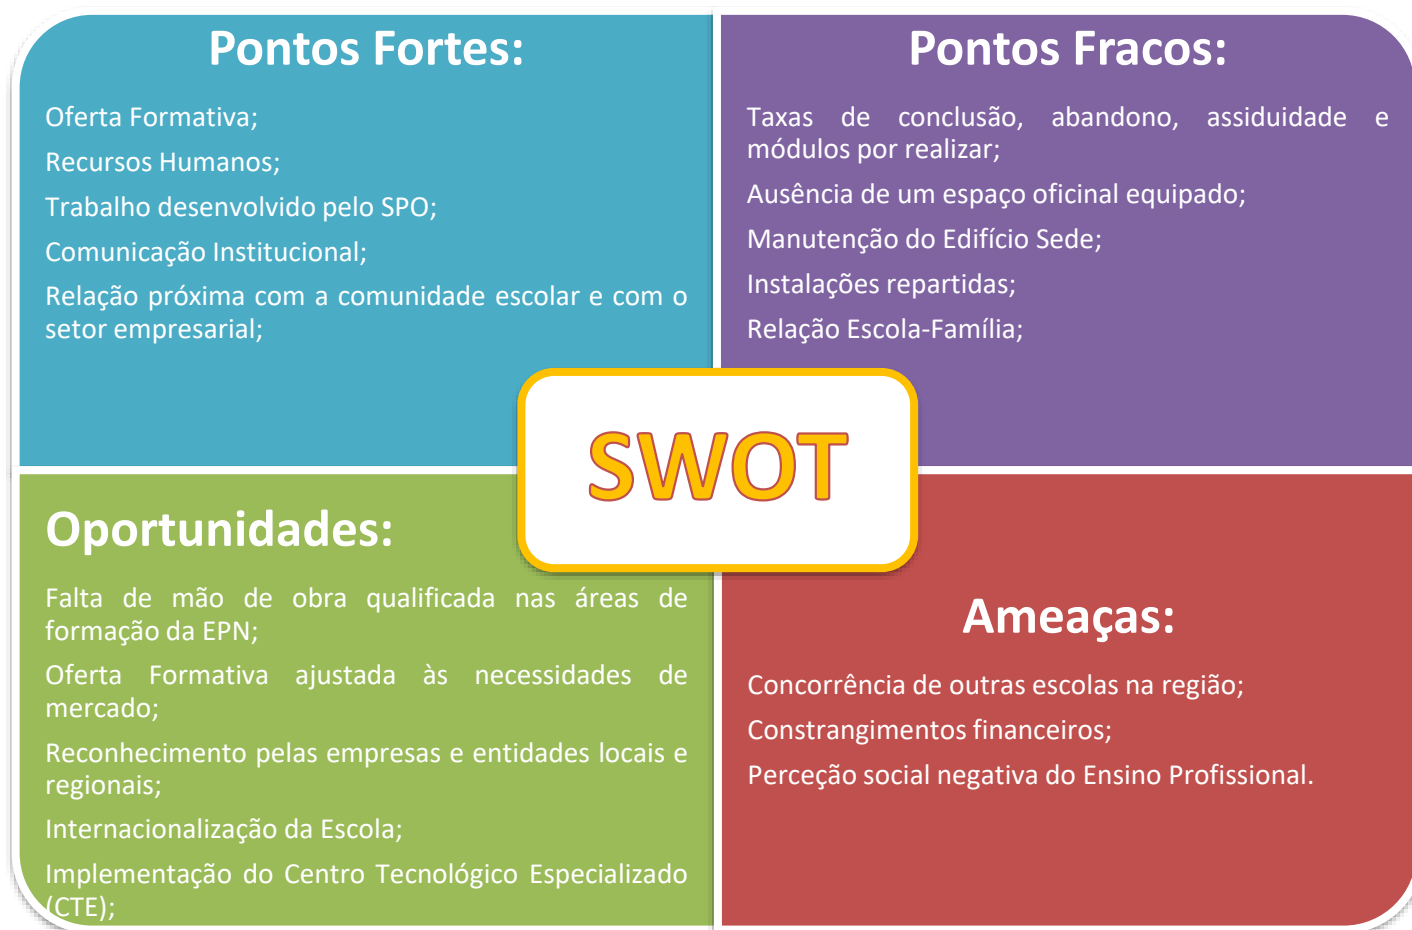 Pontos Fortes:
Oferta Formativa;
Recursos Humanos;
Trabalho desenvolvido pelo SPO;
Comunicação Institucional;
Relação próxima com a comunidade escolar e com o
setor empresarial;
Pontos Fracos:
Taxas de conclusão, abandono, assiduidade e
módulos por realizar;
Ausência de um espaço oficinal equipado;
Manutenção do Edifício Sede;
Instalações repartidas;
Relação Escola-Família;
SWOT
Oportunidades:
Falta de mão de obra qualificada nas áreas de
formação da EPN;
Oferta Formativa ajustada às necessidades de
mercado;
Reconhecimento pelas empresas e entidades locais e
regionais;
Internacionalização da Escola;
Implementação do Centro Tecnológico Especializado
(CTE);
Ameaças:
Concorrência de outras escolas na região;
Constrangimentos financeiros;
Perceção social negativa do Ensino Profissional.